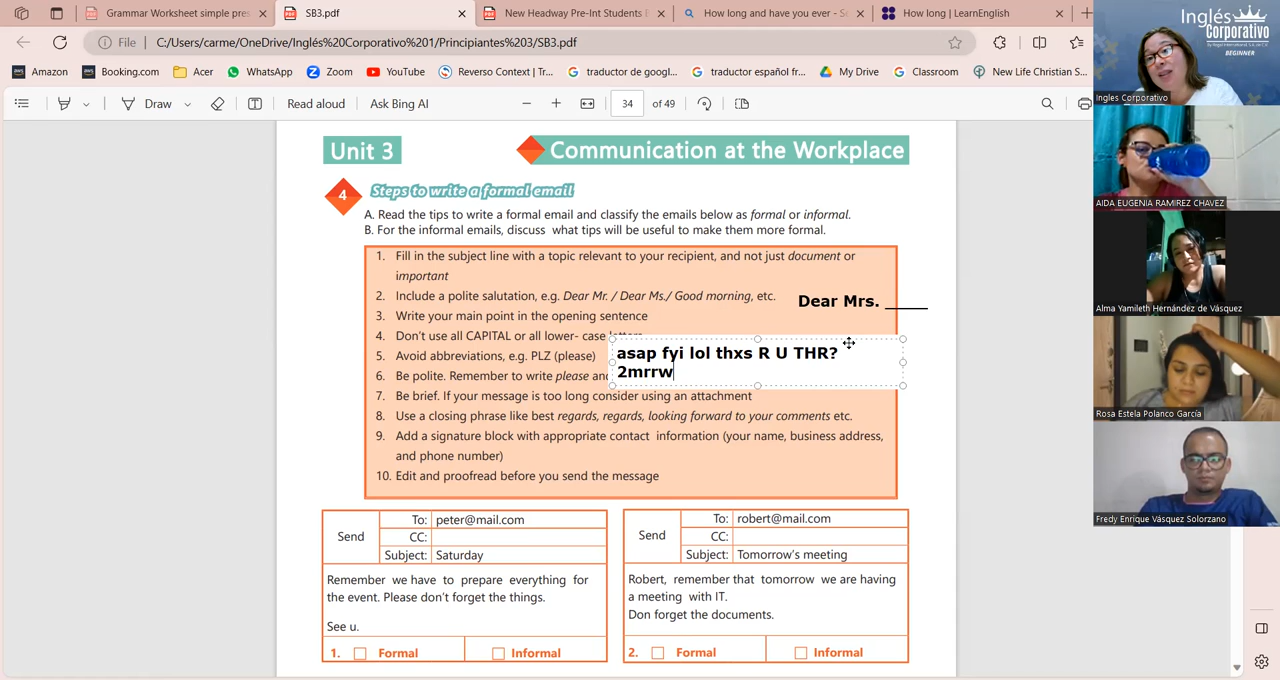 Grammar Worksheet simple pre
SB3.pdf
New Headway Pre-Int Students
How long and have you ever - S
How long | LearnEnglish
File
C:/Users/carme/OneDrive/Inglés%20Corporativo%201/Principiantes%203/SB3.pdf
Amazon
Booking.com
Acer
WhatsApp
Zoom
YouTube
Reverso Context | Tr...
traductor de googl...
traductor español fr...
My Drive
Classroom
New Life Christian S...
Draw
Read aloud
Ask Bing AI
34 of 49
Unit 3
Communication at the Workplace
4 Steps to write a formal email
A. Read the tips to write a formal email and classify the emails below as formal or informal.
B. For the informal emails, discuss what tips will be useful to make them more formal.
1. Fill in the subject line with a topic relevant to your recipient, and not just document or
important
2. Include a polite salutation, e.g. Dear Mr. / Dear Ms./ Good morning, etc.
Dear Mrs. _____
3. Write your main point in the opening sentence
4. Don't use all CAPITAL or all lower- case letters
5. Avoid abbreviations, e.g. PLZ (please)
asap fyi lol thxs R U THR?
2mrrw
6. Be polite. Remember to write please an
7. Be brief. If your message is too long consider using an attachment
8. Use a closing phrase like best regards, regards, looking forward to your comments etc.
9. Add a signature block with appropriate contact information (your name, business address,
and phone number)
10. Edit and proofread before you send the message
Send
To: peter@mail.com
CC:
Subject: Saturday
Remember we have to prepare everything for
the event. Please don't forget the things.
See u.
1. Formal Informal
Send
To: robert@mail.com
CC:
Subject: Tomorrow's meeting
Robert, remember that tomorrow we are having
a meeting with IT.
Don forget the documents.
2. Formal Informal
Inglés
Corporativo
BEGINNER
Ingles Corporativo
AIDA EUGENIA RAMIREZ CHAVEZ
Alma Yamileth Hernández de Vásquez
Rosa Estela Polanco García
Fredy Enrique Vásquez Solorzano